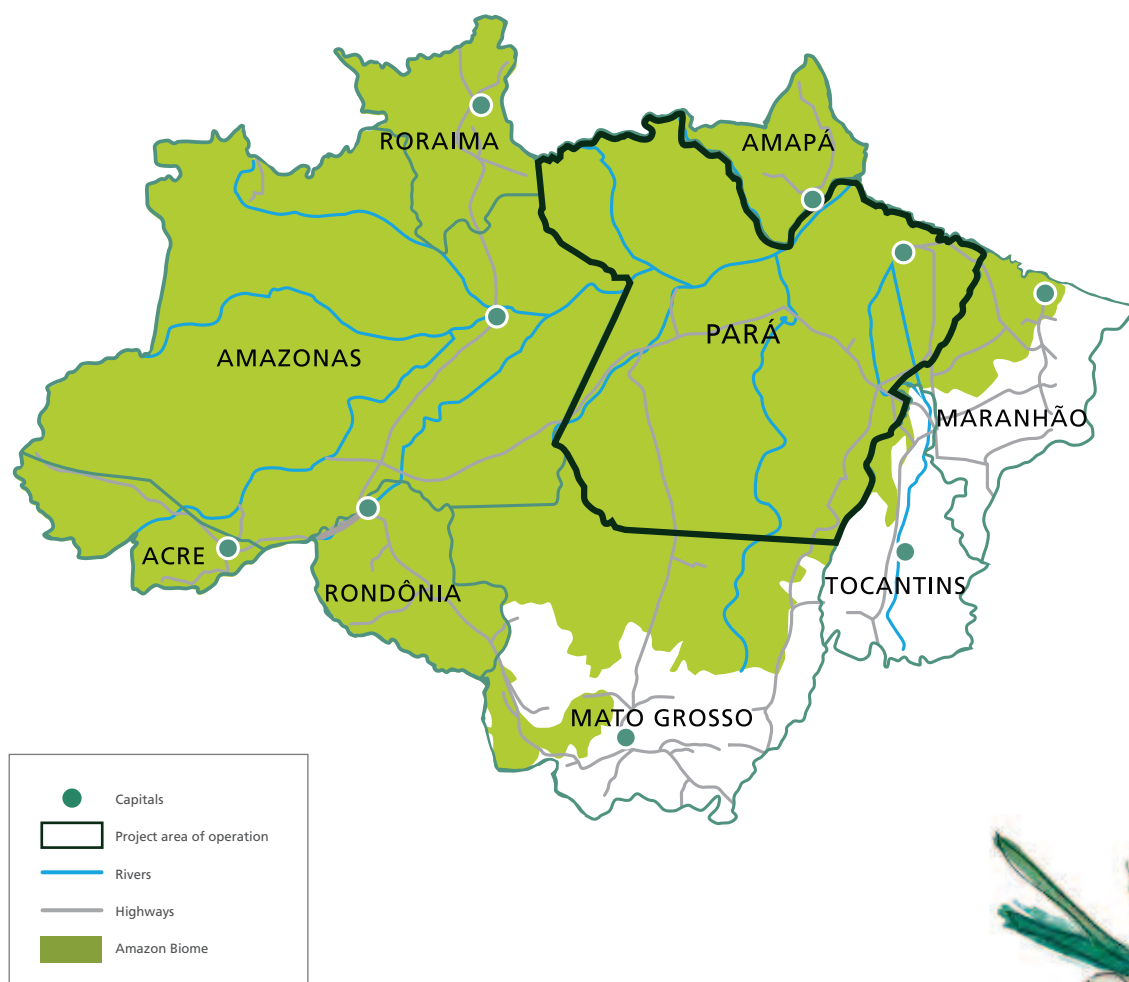 RORAIMA
AMAPÁ
AMAZONAS
PARÁ
MARANHÃO
ACRE
RONDÔNIA
TOCANTINS
MATO GROSSO
Capitals
Project area of operation
Rivers
Highways
Amazon Biome